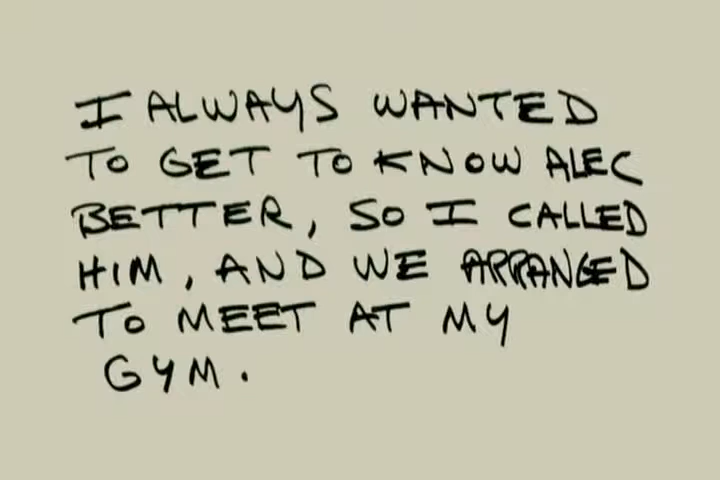 I ALWAYS WANTED
TO GET TO KNOW ALEC
BETTER, SO I CALLED
HIM, AND WE ARRANGED
TO MEET AT MY
GYM.